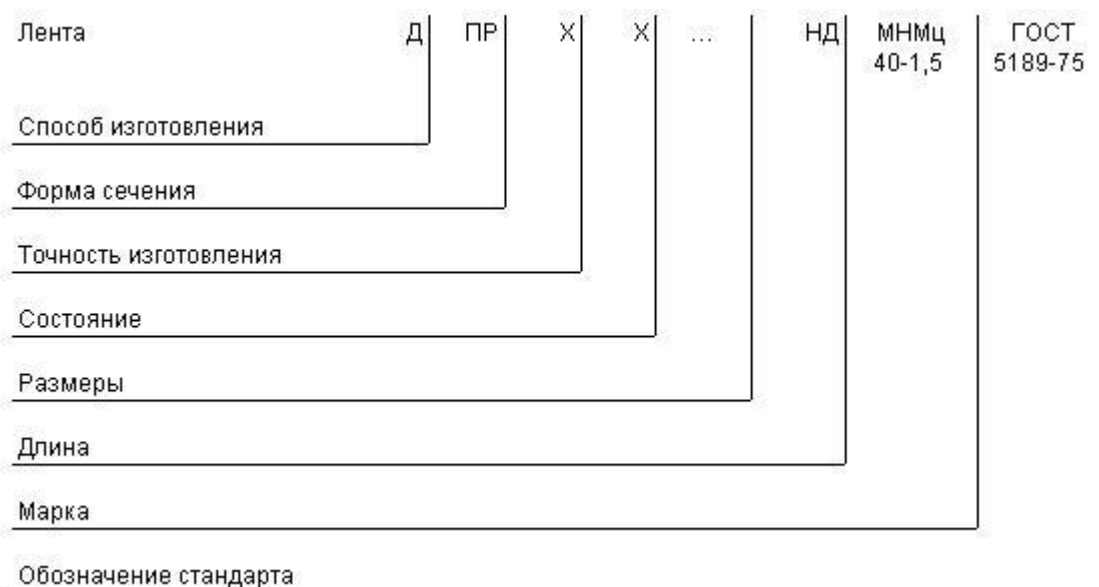 Лента Д ПР Х Х ... НД МНМц ГОСТ
40-1,5 5189-75
Способ изготовления
Форма сечения
Точность изготовления
Состояние
Размеры
Длина
Марка
Обозначение стандарта